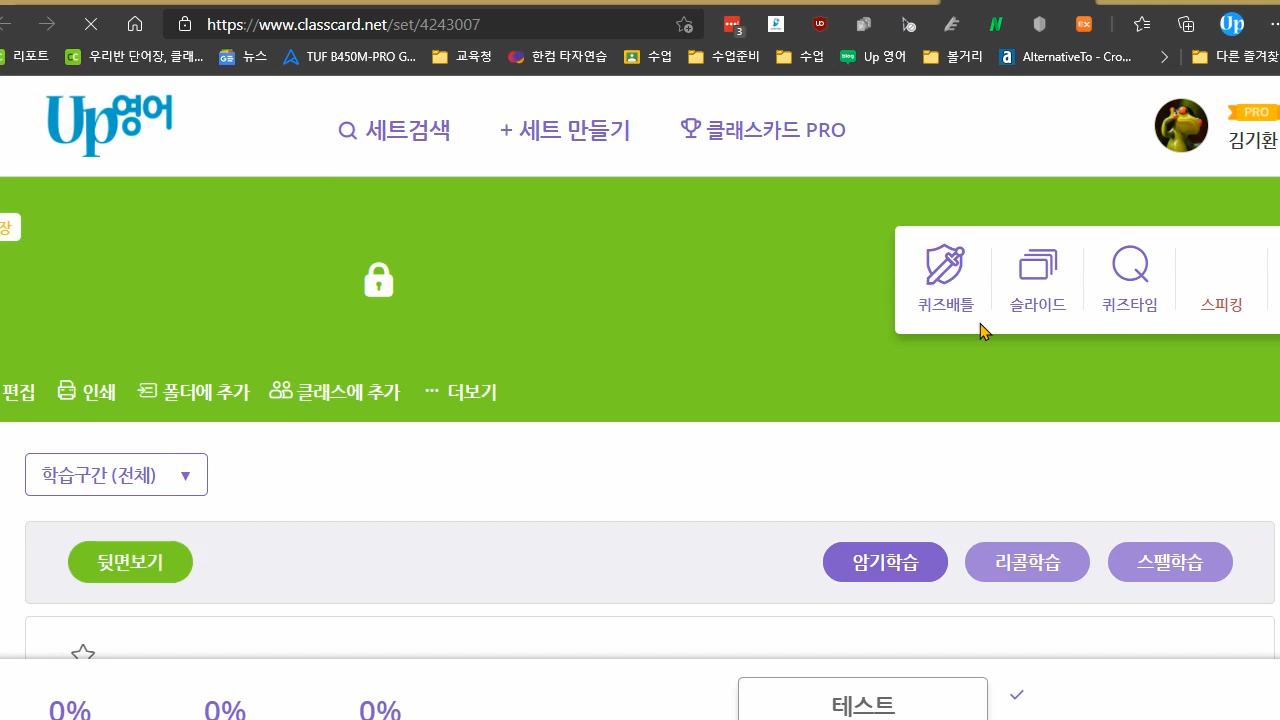 https://www.classcard.net/set/4243007
3
Up
리포트
우리반 단어장, 클래...
뉴스
TUF B450M-PRO G...
교육청
한컴 타자연습
수업
수업준비
수업
Up 영어
볼거리
AlternativeTo - Cro...
다른 즐겨찾
Up영어
세트검색
+ 세트 만들기
클래스카드 PRO
PRO
김기환
장
퀴즈배틀
슬라이드
퀴즈타임
스피킹
편집
인쇄
폴더에 추가
클래스에 추가
··· 더보기
학습구간 (전체) ▼
뒷면보기
암기학습
리콜학습
스펠학습
0%
0%
0%
테스트